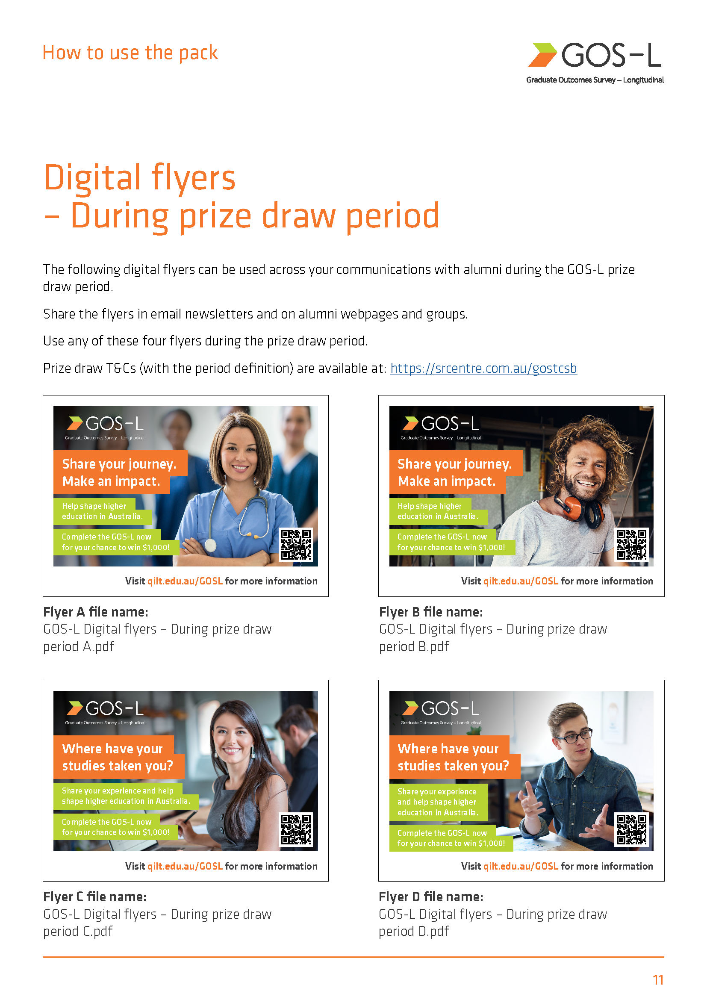 How to use the pack
GOS-L
Graduate Outcomes Survey – Longitudinal
Digital flyers
– During prize draw period
The following digital flyers can be used across your communications with alumni during the GOS-L prize
draw period.
Share the flyers in email newsletters and on alumni webpages and groups.
Use any of these four flyers during the prize draw period.
Prize draw T&Cs (with the period definition) are available at: https://srcentre.com.au/gostcsb
GOS-L
Graduate Outcomes Survey – Longitudinal
Share your journey.
Make an impact.
Help shape higher
education in Australia.
Complete the GOS-L now
for your chance to win $1,000!
Visit qilt.edu.au/GOSL for more information
Flyer A file name:
GOS-L Digital flyers – During prize draw
period A.pdf
GOS-L
Graduate Outcomes Survey – Longitudinal
Share your journey.
Make an impact.
Help shape higher
education in Australia.
Complete the GOS-L now
for your chance to win $1,000!
Visit qilt.edu.au/GOSL for more information
Flyer B file name:
GOS-L Digital flyers – During prize draw
period B.pdf
GOS-L
Graduate Outcomes Survey – Longitudinal
Where have your
studies taken you?
Share your experience and help
shape higher education in Australia.
Complete the GOS-L now
for your chance to win $1,000!
Visit qilt.edu.au/GOSL for more information
Flyer C file name:
GOS-L Digital flyers – During prize draw
period C.pdf
GOS-L
Graduate Outcomes Survey – Longitudinal
Where have your
studies taken you?
Share your experience
and help shape higher
education in Australia.
Complete the GOS-L now
for your chance to win $1,000!
Visit qilt.edu.au/GOSL for more information
Flyer D file name:
GOS-L Digital flyers – During prize draw
period D.pdf
11